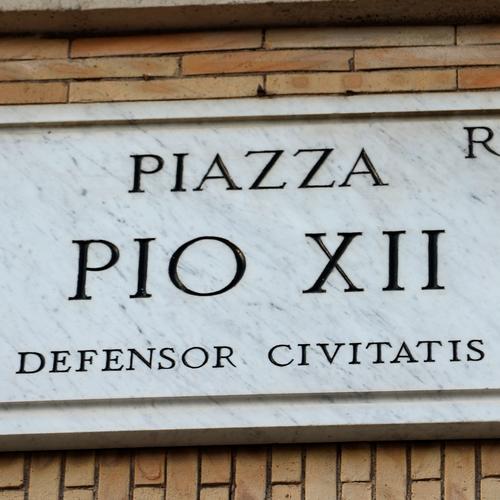 R
PIAZZA
PIO XII
DEFENSOR CIVITATIS